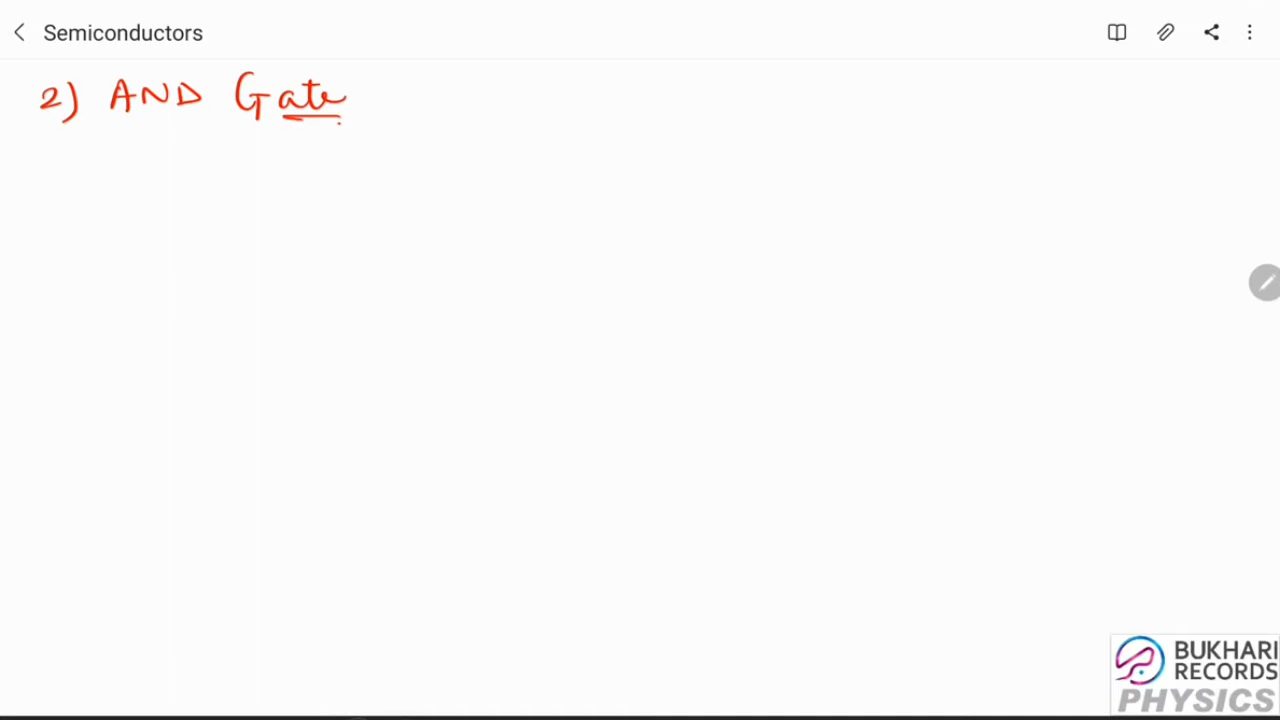 Semiconductors
2) AND Gate
BUKHARI
RECORDS
PHYSICS